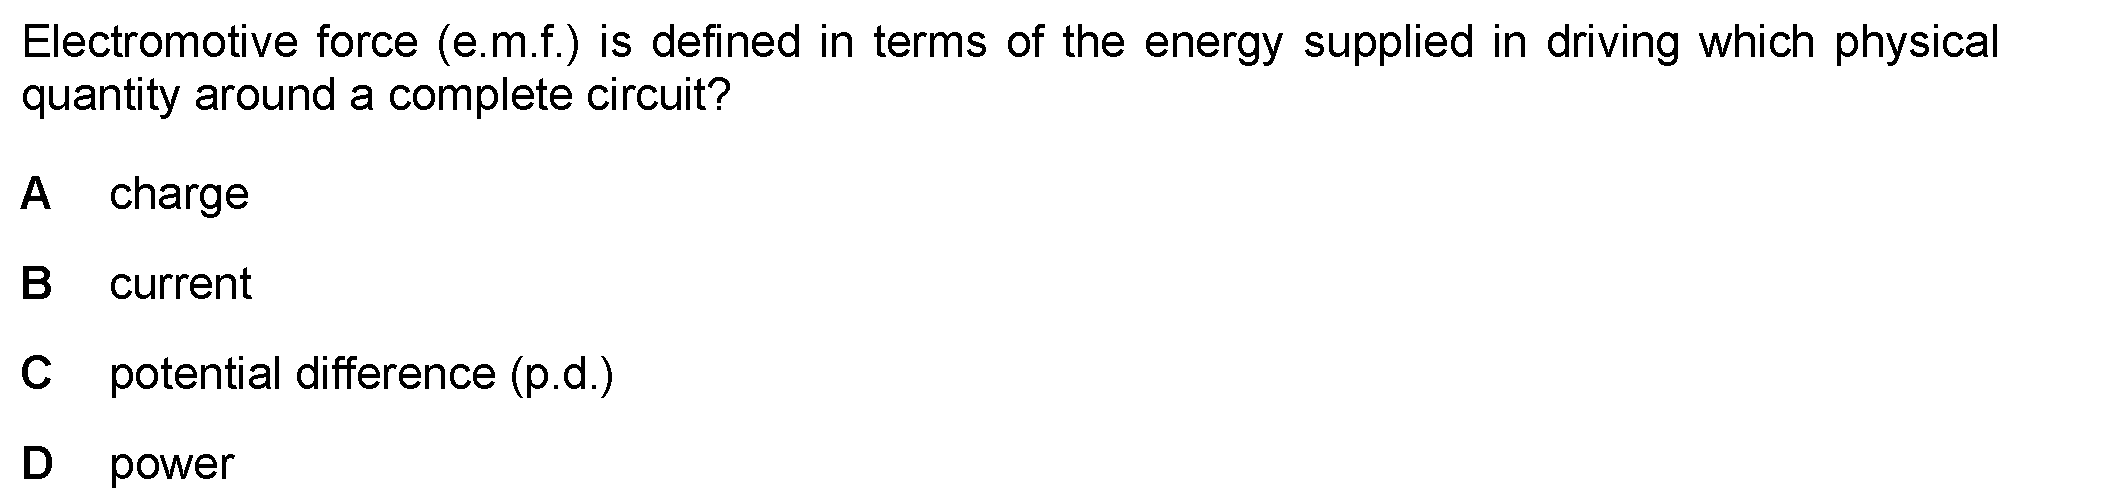 Electromotive force (e.m.f.) is defined in terms of the energy supplied in driving which physical
quantity around a complete circuit?
A charge
B current
C potential difference (p.d.)
D power